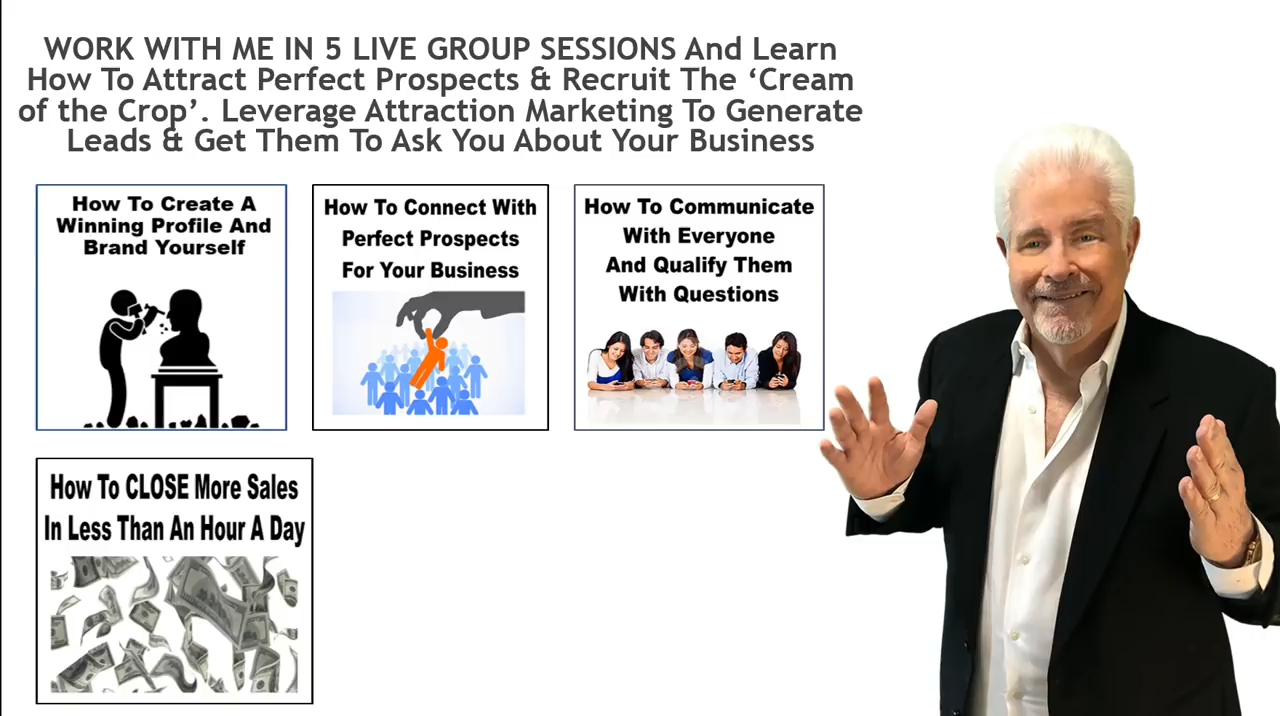 WORK WITH ME IN 5 LIVE GROUP SESSIONS And Learn
How To Attract Perfect Prospects & Recruit The ‘Cream
of the Crop’. Leverage Attraction Marketing To Generate
Leads & Get Them To Ask You About Your Business
How To Create A
Winning Profile And
Brand Yourself
How To Connect With
Perfect Prospects
For Your Business
How To Communicate
With Everyone
And Qualify Them
With Questions
How To CLOSE More Sales
In Less Than An Hour A Day